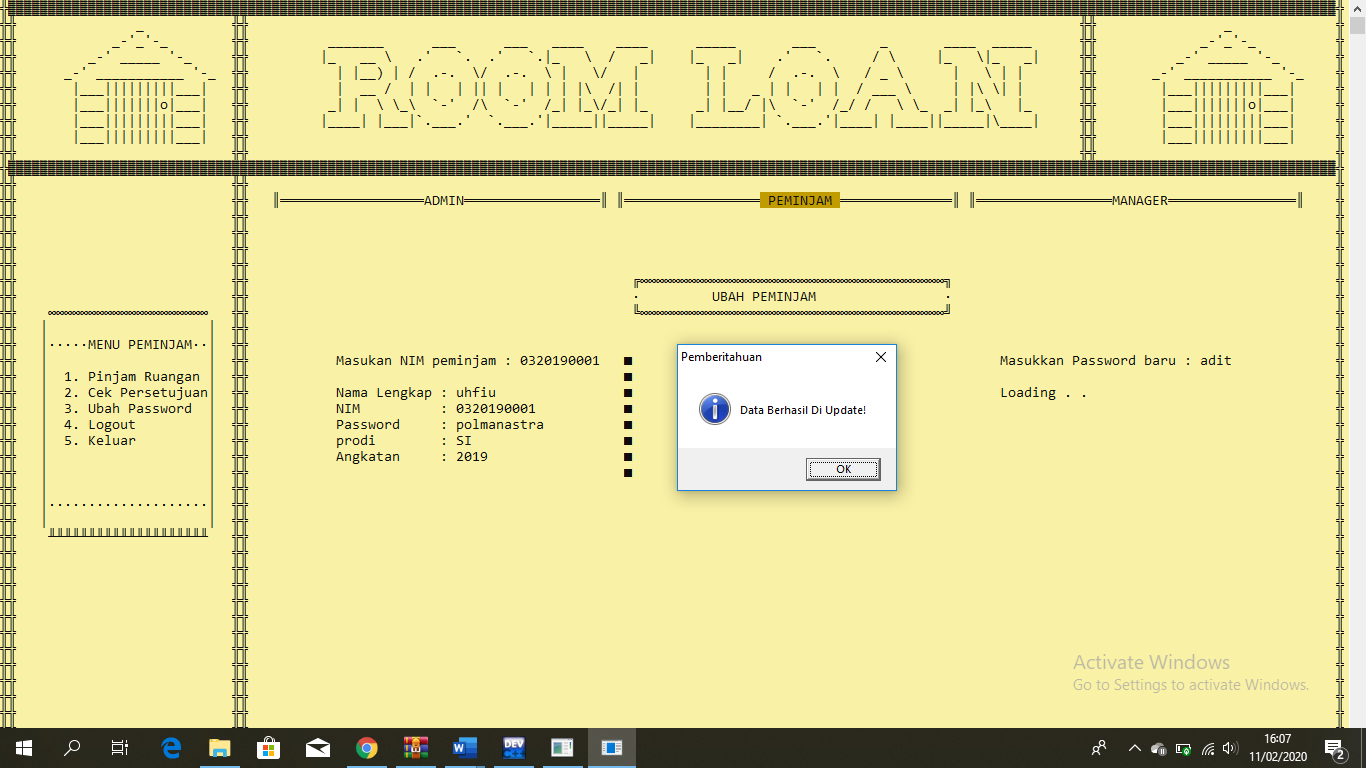 ROOM LOAN
ADMIN
PEMINJAM
MANAGER
UBAH PEMINJAM
·····MENU PEMINJAM··
1. Pinjam Ruangan
2. Cek Persetujuan
3. Ubah Password
4. Logout
5. Keluar
Masukan NIM peminjam : 0320190001
Nama Lengkap : uhfiu
NIM : 0320190001
Password : polmanastra
prodi : SI
Angkatan : 2019
Pemberitahuan
Data Berhasil Di Update!
OK
Masukkan Password baru : adit
Loading . .
Activate Windows
Go to Settings to activate Windows.
DEV
16:07
11/02/2020
2